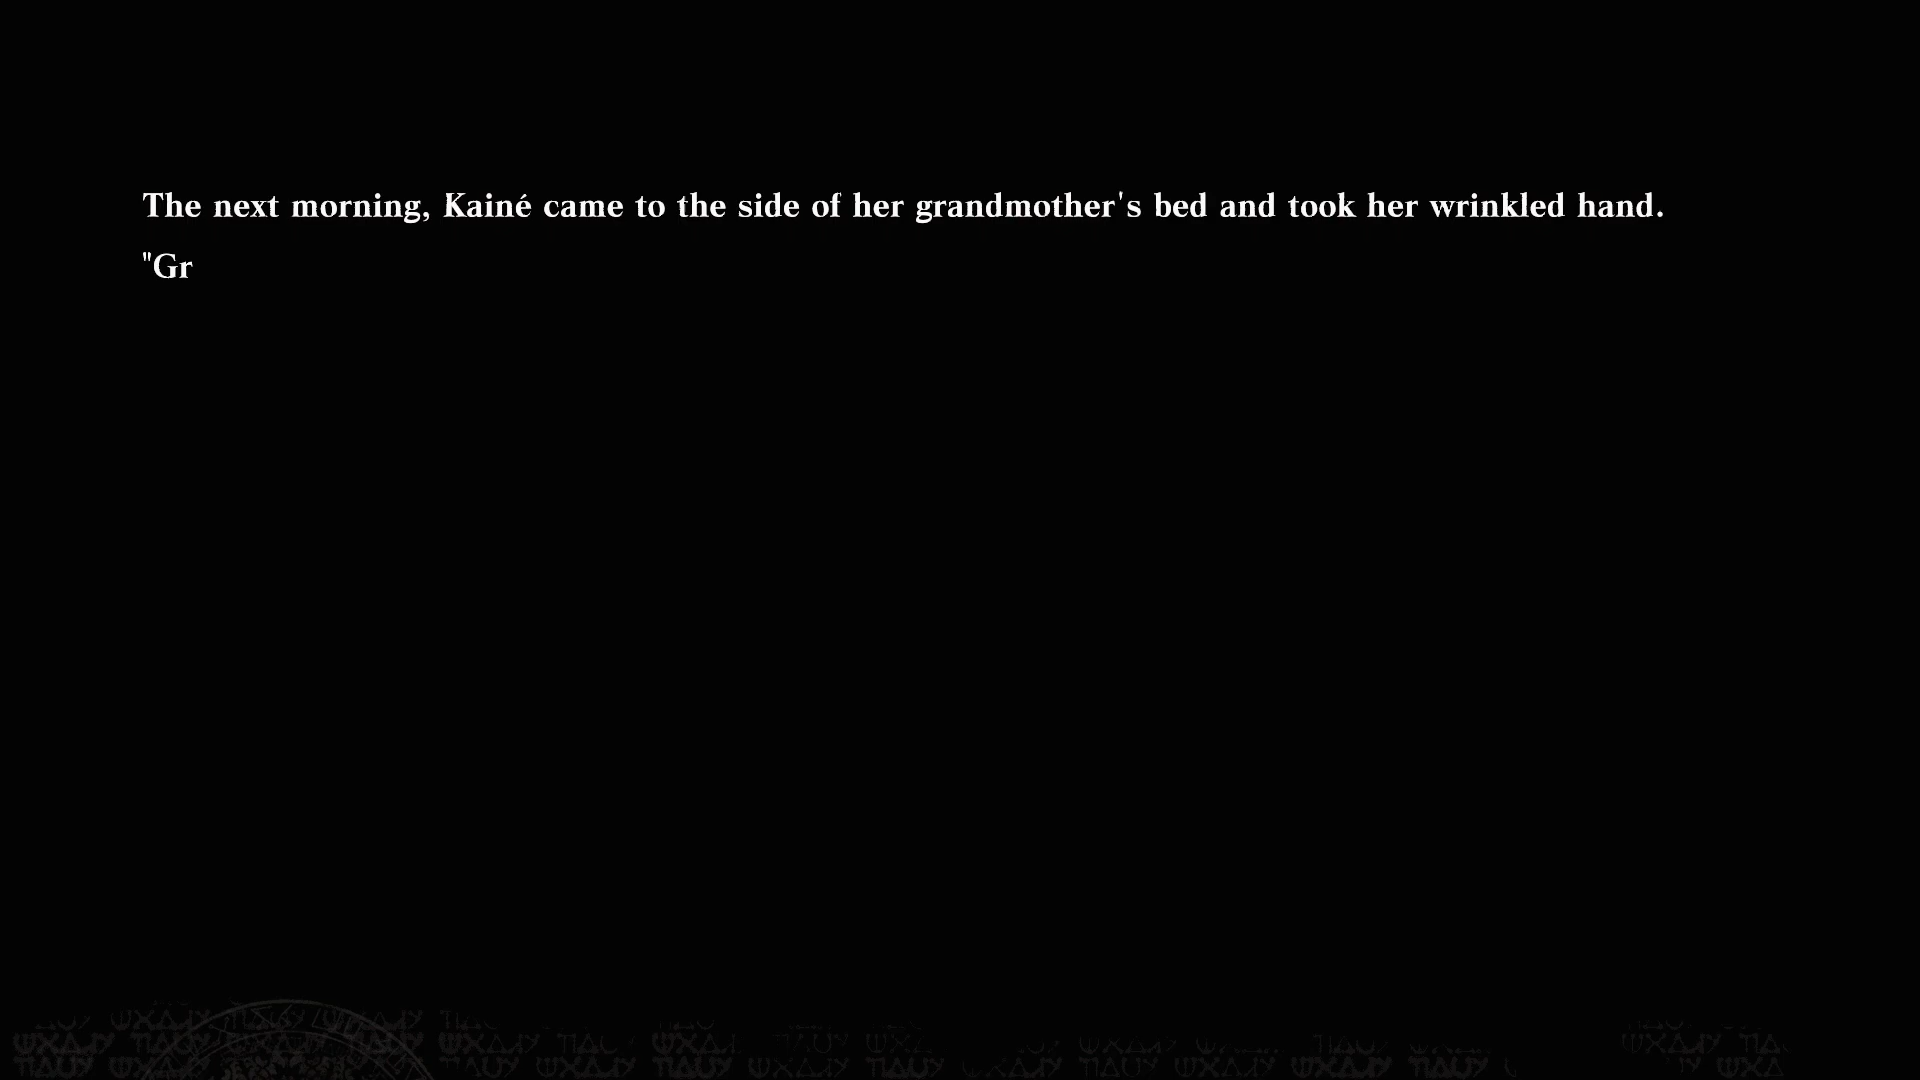 The next morning, Kainé came to the side of her grandmother's bed and took her wrinkled hand.
"Gr